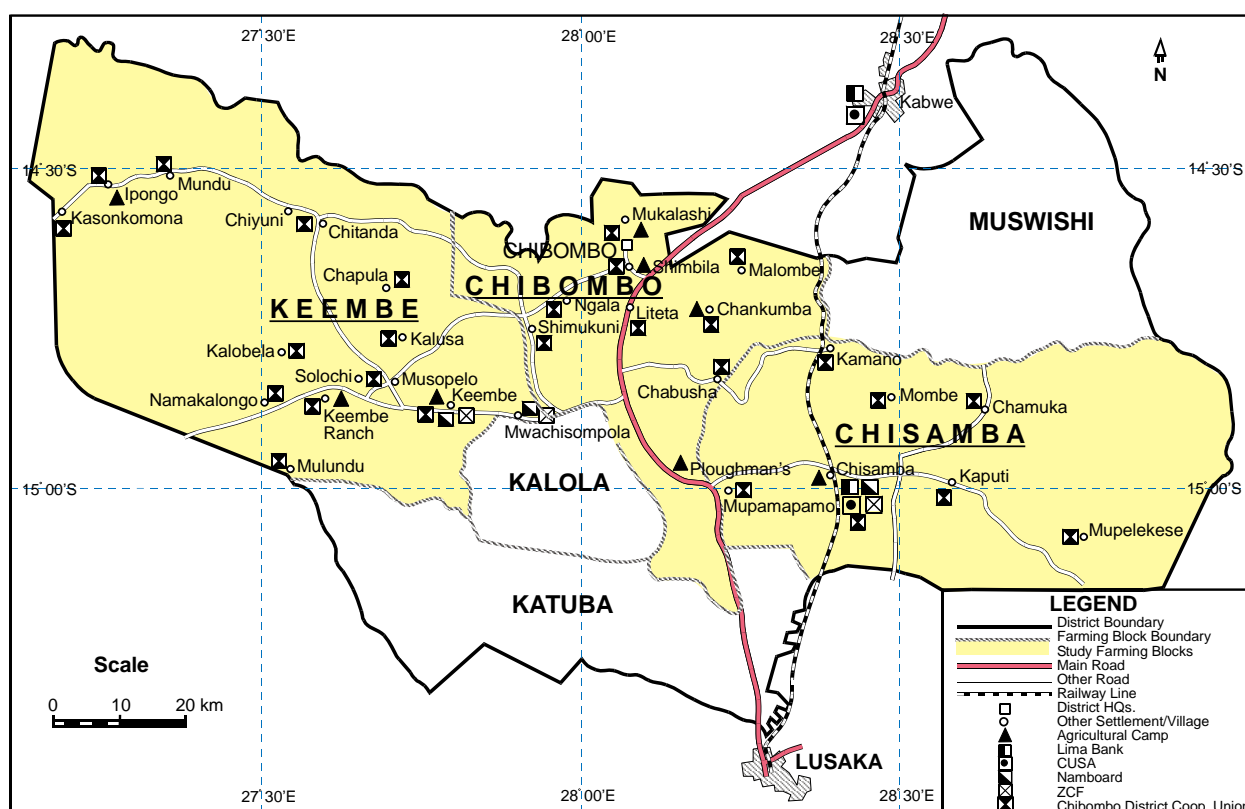 27°30'E
28°00'E
28°30'E
N
Kabwe
14°30'S
14°30'S
Mundu
Ipongo
Kasonkomona
Chiyuni
Chitanda
Mukalashi
MUSWISHI
CHIBOMBO
Shimbila
Malombe
Chapula
CHIBOMBO
KEEMBE
Ngala
Liteta
Chankumba
Shimukuni
Kalusa
Kalobela
Kamano
Solochi
Musopelo
Chabusha
Namakalongo
Keembe
Mombe
Keembe
Ranch
Chamuka
Mwachisompola
CHISAMBA
Mulundu
Ploughman's
Chisamba
KALOLA
Kaputi
15°00'S
15°00'S
Mupamapamo
Mupelekese
KATUBA
LEGEND
District Boundary
Farming Block Boundary
Study Farming Blocks
Main Road
Other Road
Railway Line
District HQs.
Other Settlement/Village
Agricultural Camp
Lima Bank
CUSA
Namboard
ZCF
Chibombo District Coop. Union
Scale
0 10 20 km
LUSAKA
27°30'E
28°00'E
28°30'E